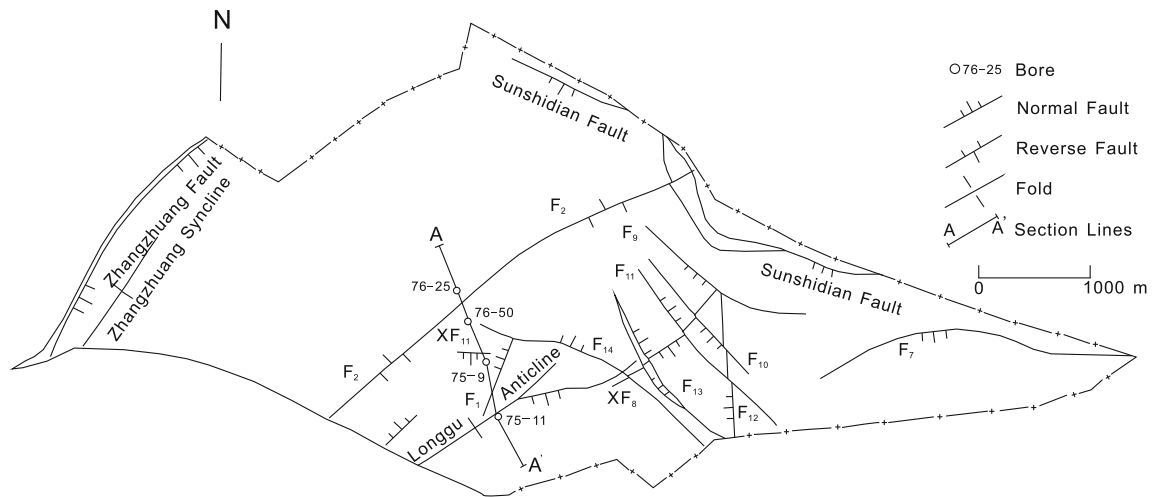 N
Sunshidian Fault
76-25 Bore
Normal Fault
Reverse Fault
Fold
A A' Section Lines
0 1000 m
Zhangzhuang Fault
Zhangzhuang Syncline
F₂
F₉
A
F₁₁
76-25
Sunshidian Fault
76-50
XF₁₁
F₁₄
F₇
F₁₀
F₂
75-9
Anticline
F₁
XF₈
F₁₃
F₁₂
75-11
Longgu
A'